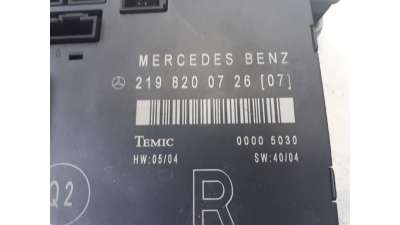 MERCEDES BENZ
219 820 07 26 [07]
TEMIC 0000 5030
HW:05/04 SW:40/04
Q2
R